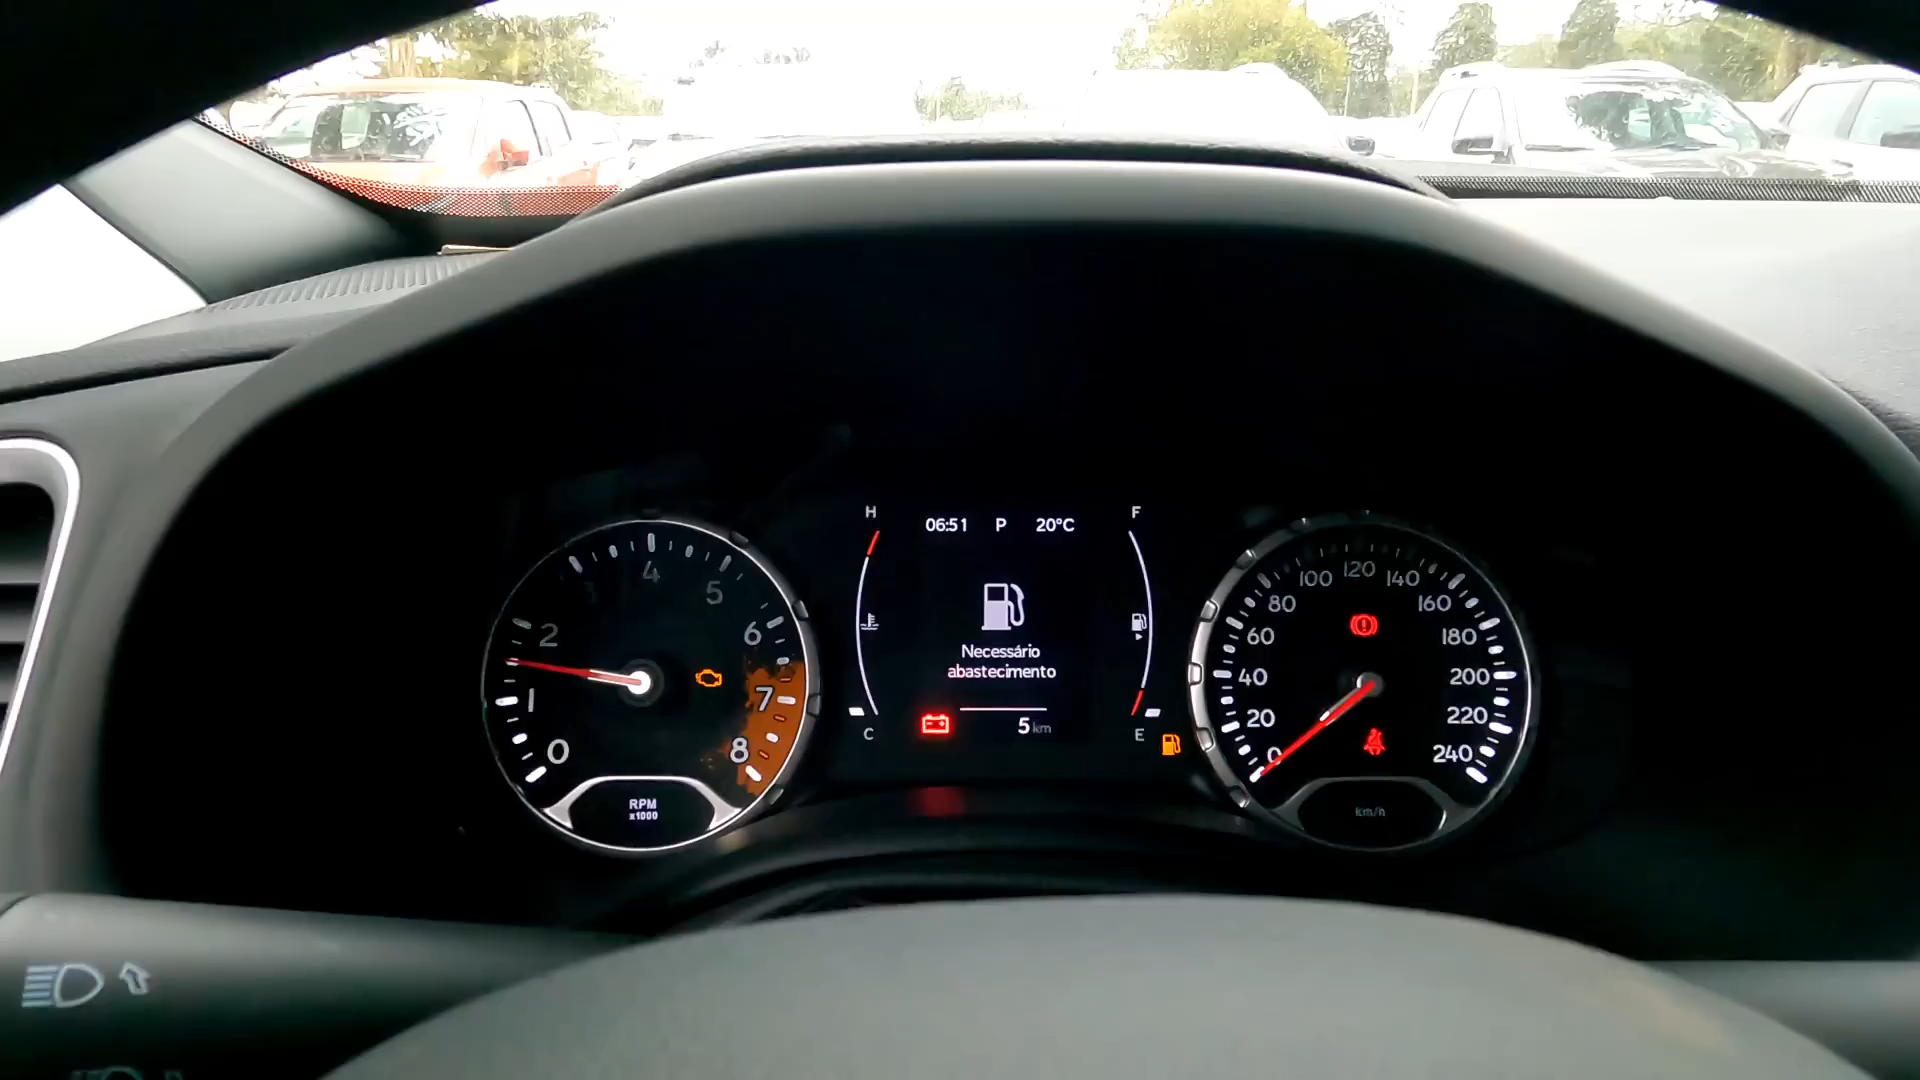 H
06:51 P 20°C
F
4
5
2
6
1
7
0
8
RPM
x1000
Necessário
abastecimento
5 km
C
E
100 120 140
80 160
60 180
40 200
20 220
0 240
km/h